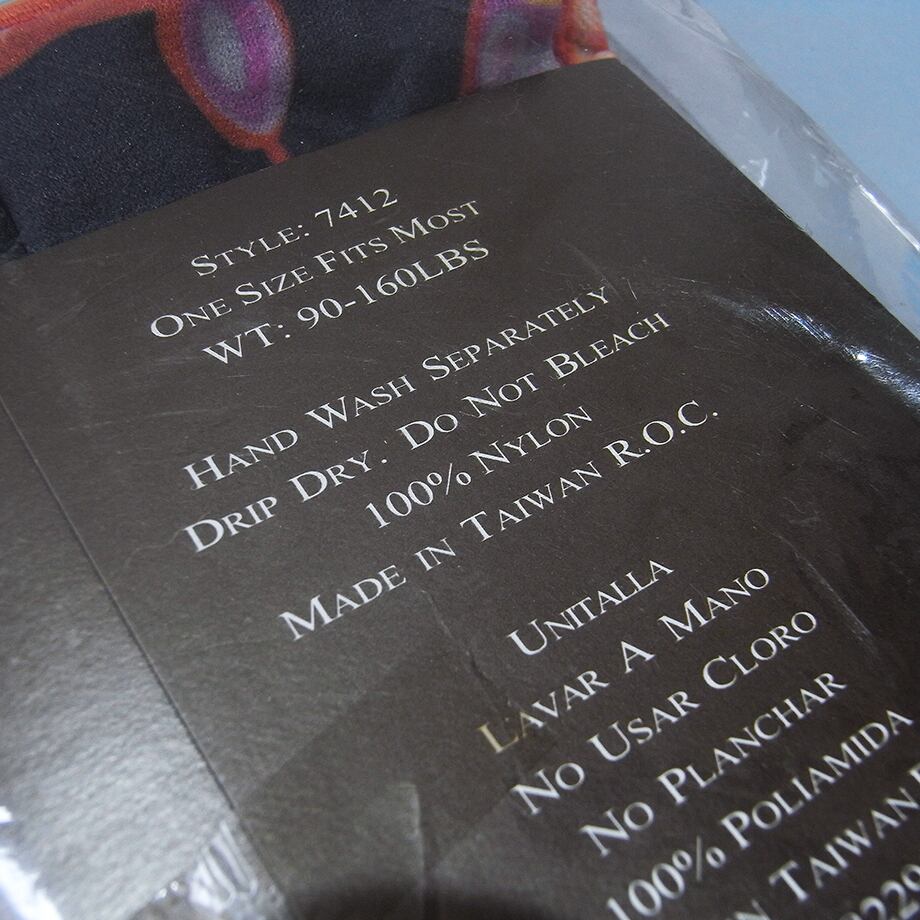 Style: 7412
One Size Fits Most
WT: 90-160LBS
Hand Wash Separately
Drip Dry. Do Not Bleach
100% Nylon
Made in Taiwan R.O.C.
Unitalla
Lavar A Mano
No Usar Cloro
No Planchar
100% Poliamida
Taiwan